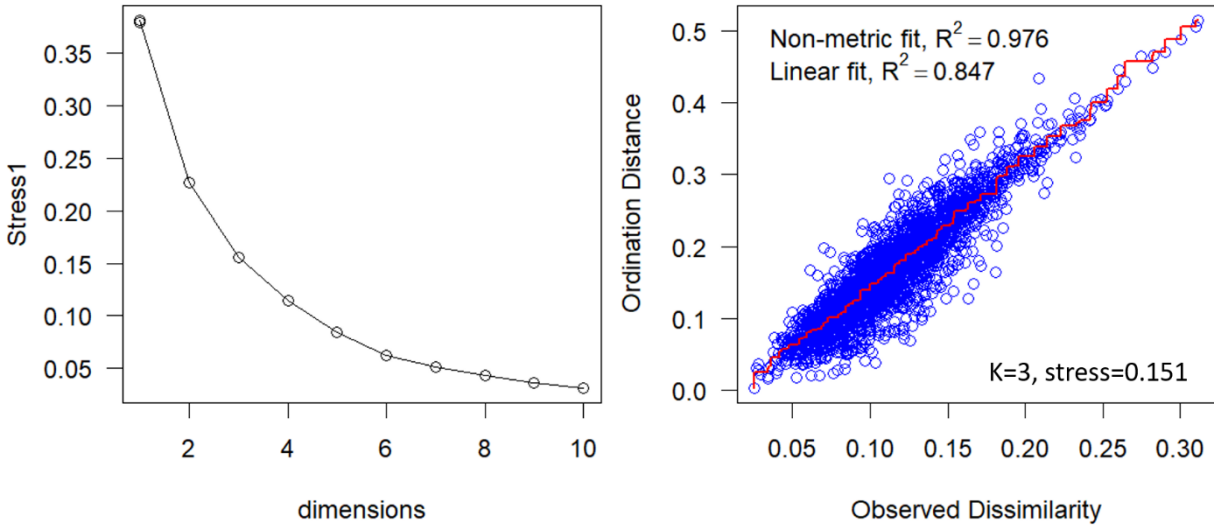 Stress1
0.35
0.30
0.25
0.20
0.15
0.10
0.05
2 4 6 8 10
dimensions
Ordination Distance
0.5
0.4
0.3
0.2
0.1
0.0
Non-metric fit, R² = 0.976
Linear fit, R² = 0.847
K=3, stress=0.151
0.05 0.10 0.15 0.20 0.25 0.30
Observed Dissimilarity